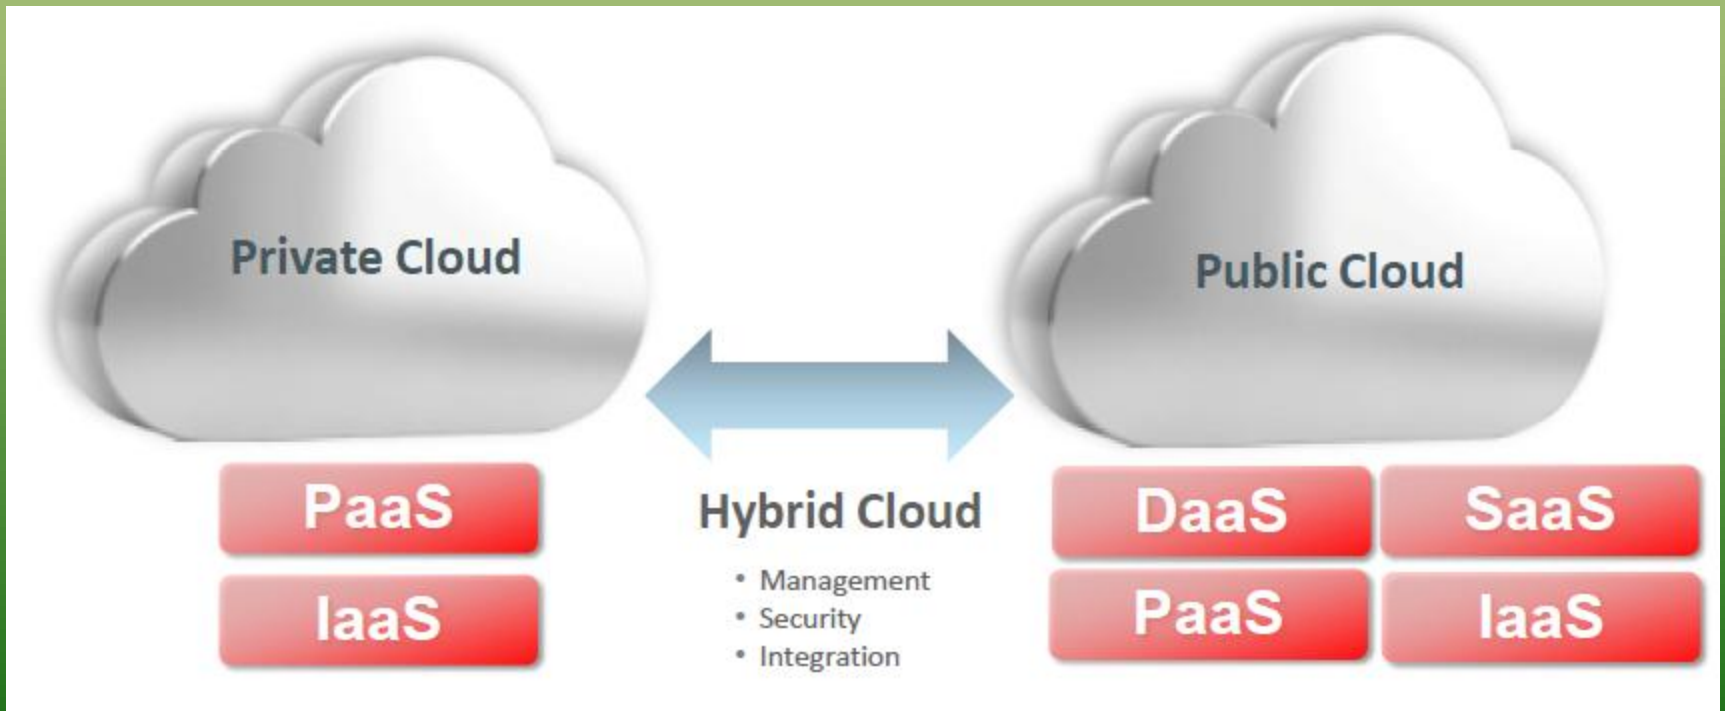 Private Cloud
Public Cloud
PaaS
IaaS
Hybrid Cloud
• Management
• Security
• Integration
DaaS
SaaS
PaaS
IaaS